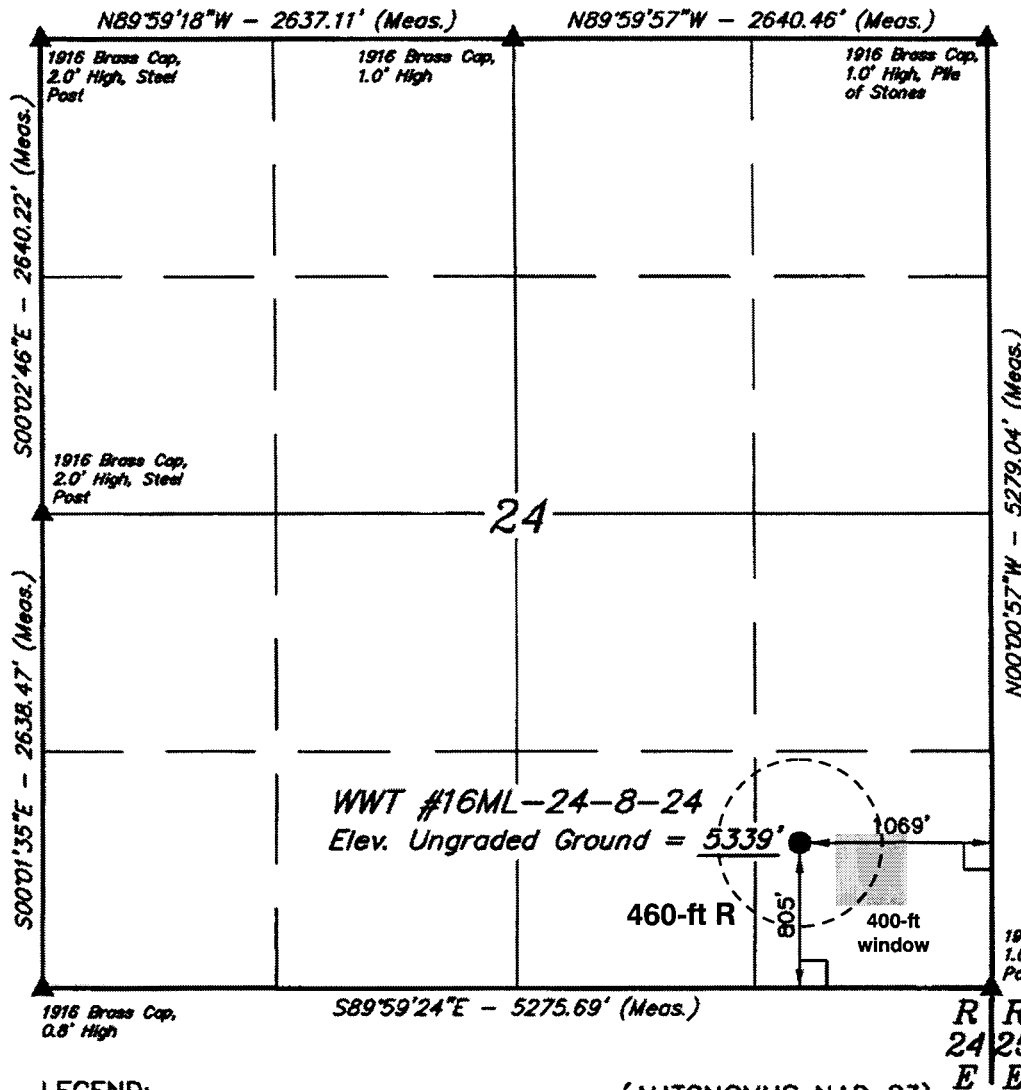 N89°59'18"W - 2637.11' (Meas.)
N89°59'57"W - 2640.46' (Meas.)
1916 Brass Cap,
2.0' High, Steel
Post
1916 Brass Cap,
1.0' High
1916 Brass Cap,
1.0' High, Pile
of Stones
S00°02'46"E - 2640.22' (Meas.)
N00°00'57"W - 5279.04' (Meas.)
1916 Brass Cap,
2.0' High, Steel
Post
24
S00°01'35"E - 2638.47' (Meas.)
WWT #16ML-24-8-24
Elev. Ungraded Ground = 5339'
1069'
460-ft R
805'
400-ft
window
1916 Brass Cap,
0.8' High
S89°59'24"E - 5275.69' (Meas.)
R R
24 25
E E
LEGEND:
(AUTONOMUS NAD 83)